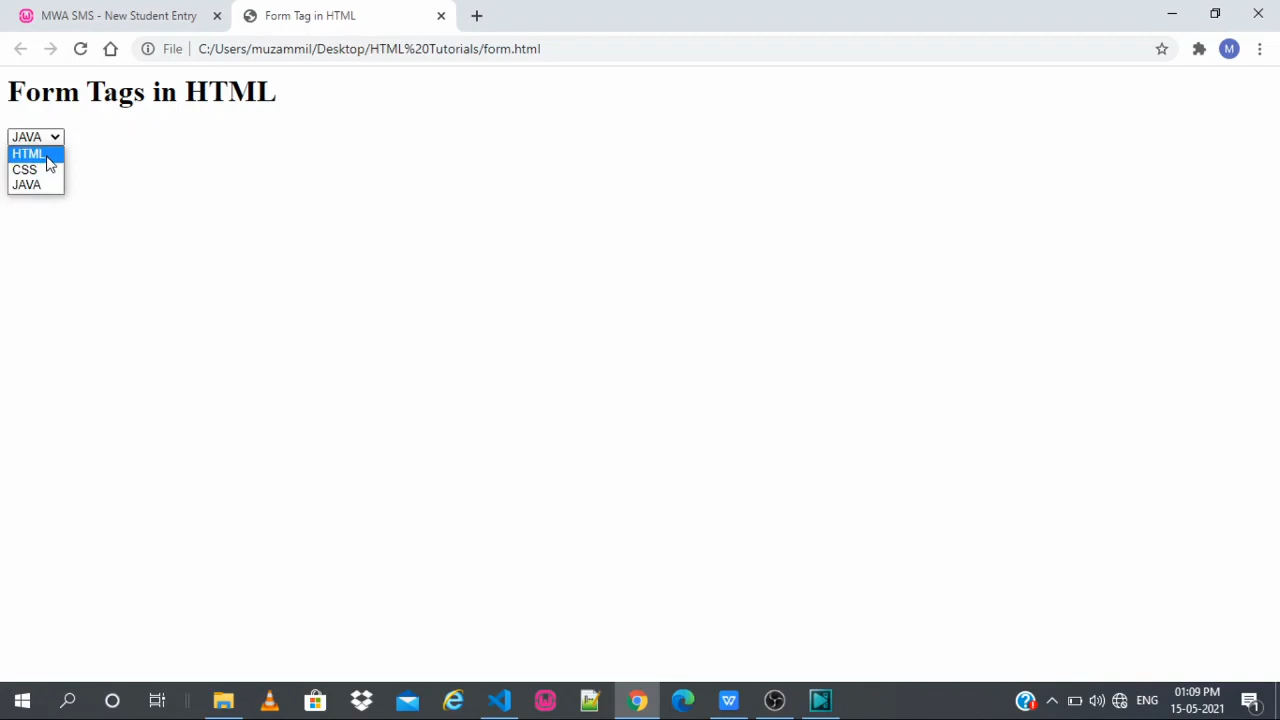 MWA SMS - New Student Entry
Form Tag in HTML
File
C:/Users/muzammil/Desktop/HTML%20Tutorials/form.html
M
Form Tags in HTML
JAVA
HTML
CSS
JAVA
ENG
01:09 PM
15-05-2021
1